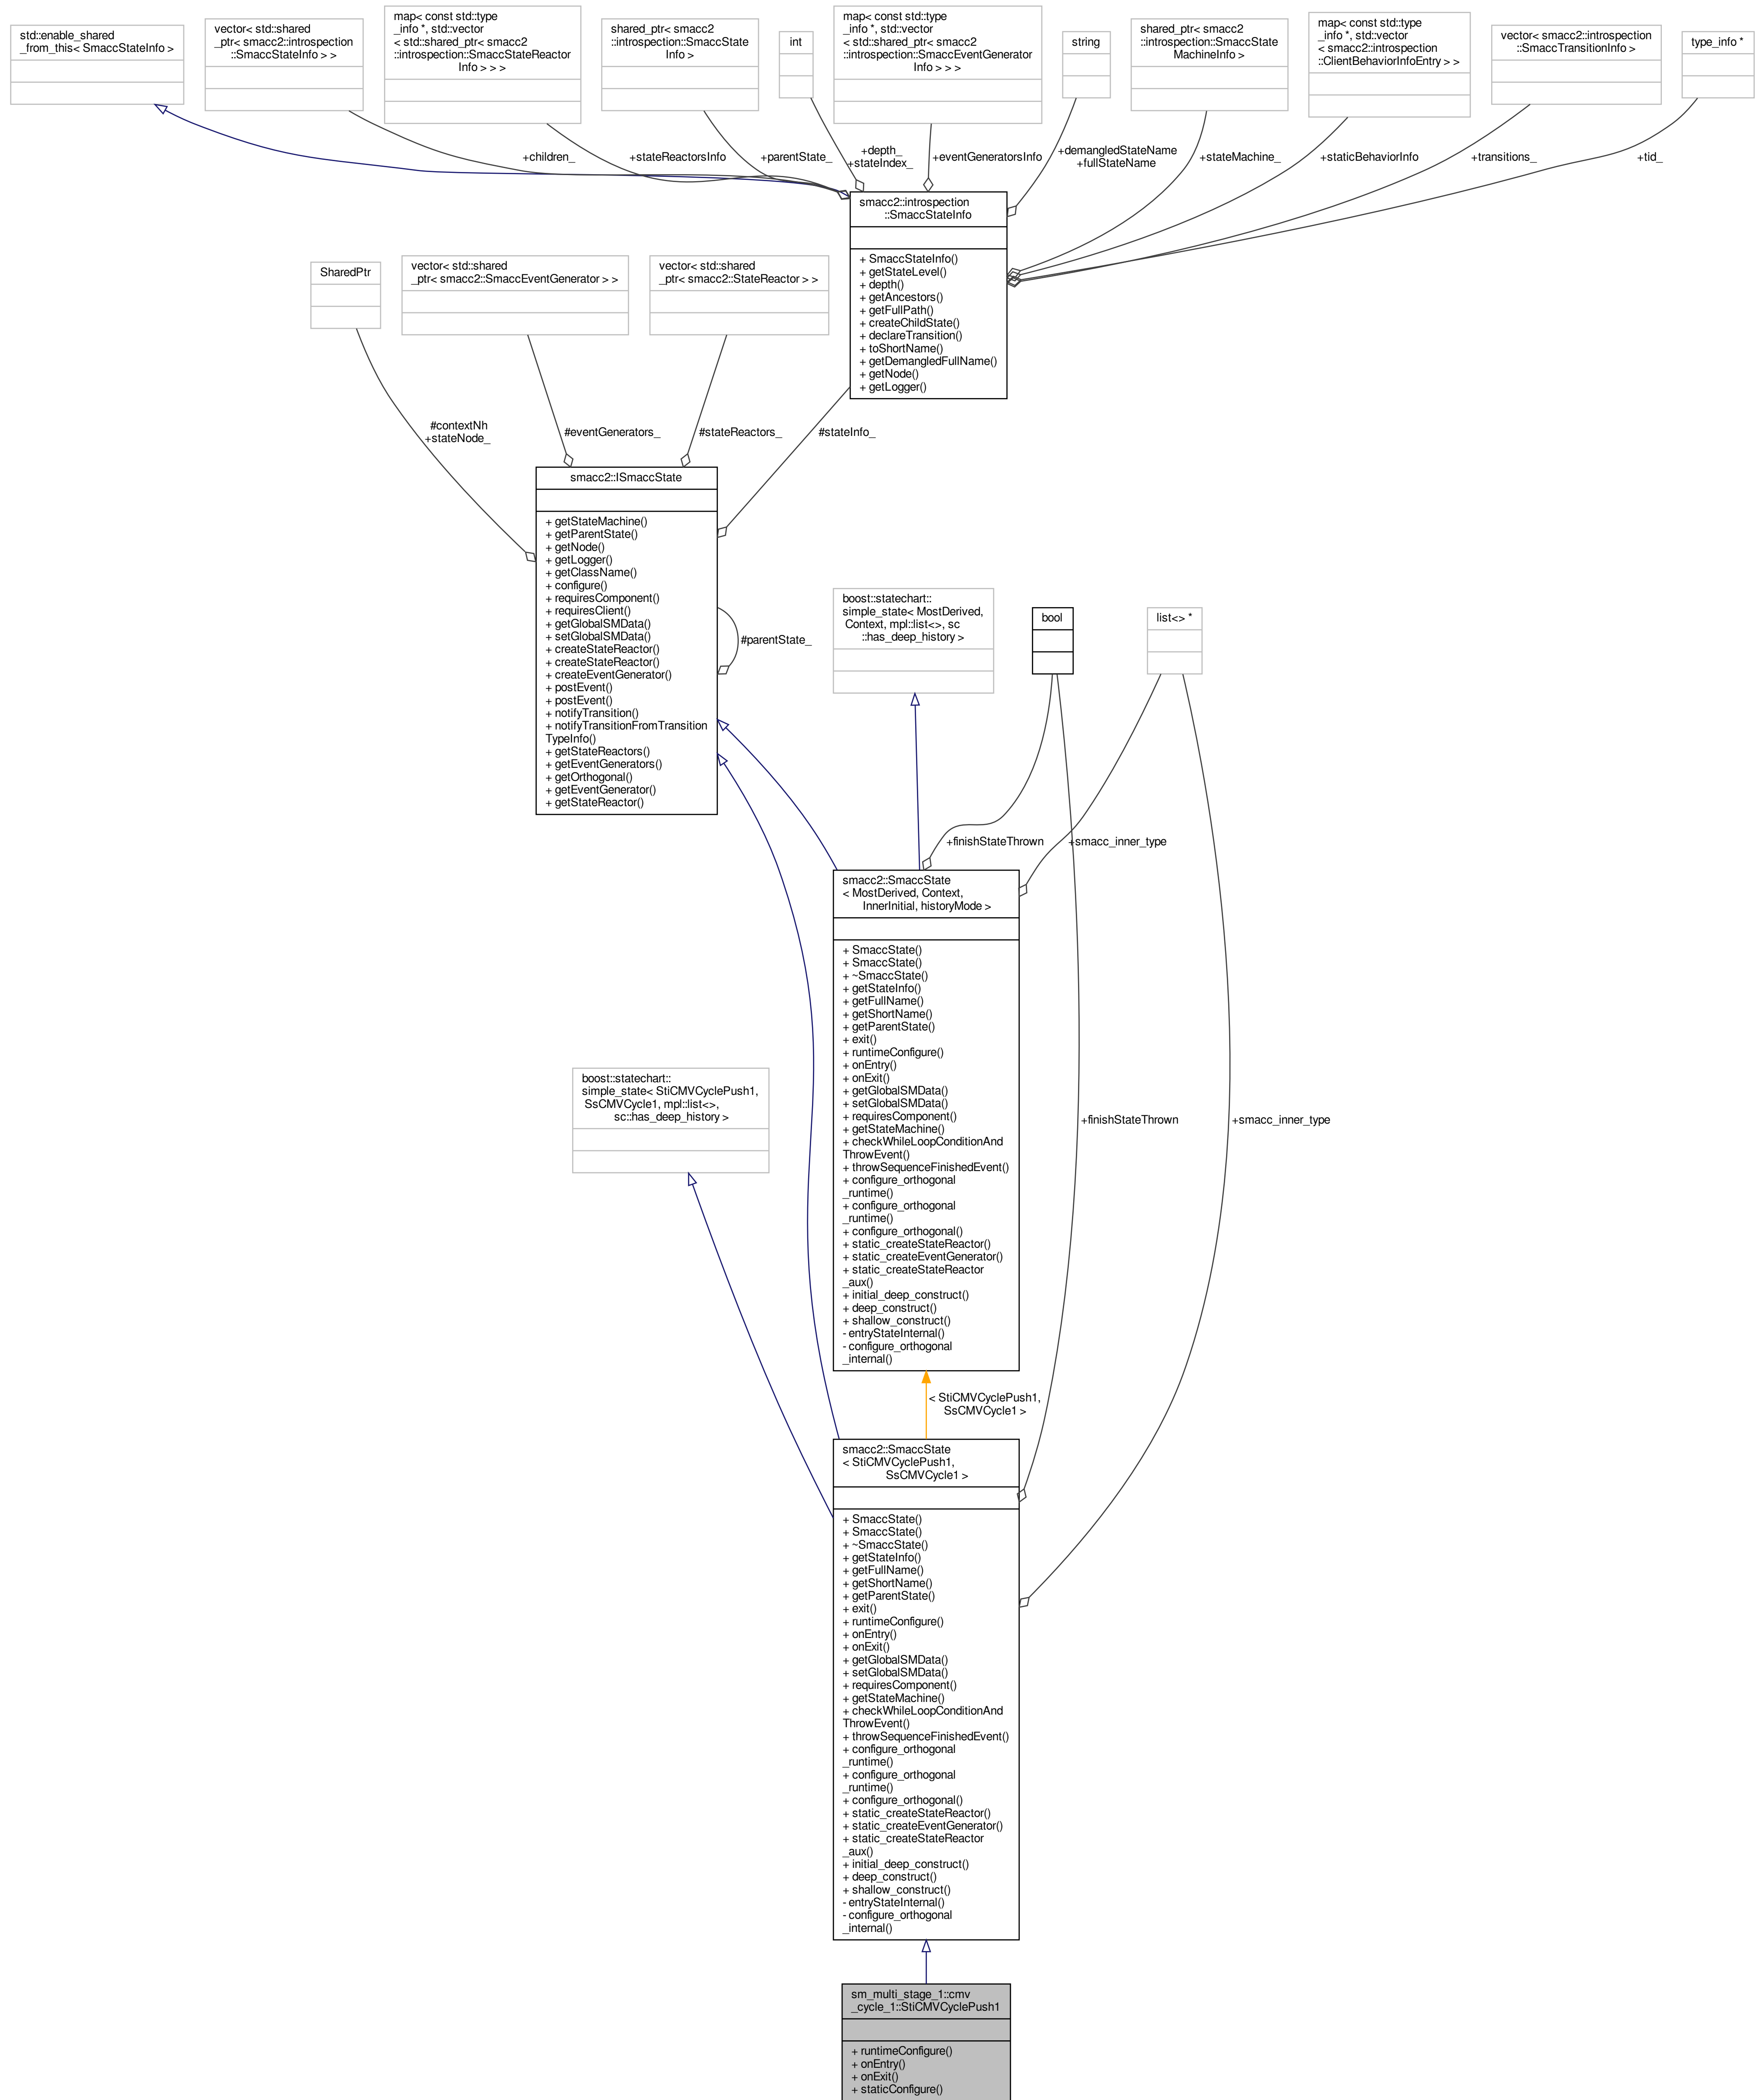 std::enable_shared
_from_this< SmaccStateInfo >
vector< std::shared
_ptr< smacc2::introspection
::SmaccStateInfo > >
map< const std::type
_info *, std::vector
< std::shared_ptr< smacc2
::introspection::SmaccStateReactor
Info > > >
shared_ptr< smacc2
::introspection::SmaccState
Info >
int
map< const std::type
_info *, std::vector
< std::shared_ptr< smacc2
::introspection::SmaccEventGenerator
Info > > >
string
shared_ptr< smacc2
::introspection::SmaccState
MachineInfo >
map< const std::type
_info *, std::vector
< smacc2::introspection
::ClientBehaviorInfoEntry > >
vector< smacc2::introspection
::SmaccTransitionInfo >
type_info *
+children_
+stateReactorsInfo
+parentState_
+depth_
+stateIndex_
+eventGeneratorsInfo
+demangledStateName
+fullStateName
+stateMachine_
+staticBehaviorInfo
+transitions_
+tid_
smacc2::introspection
::SmaccStateInfo
+ SmaccStateInfo()
+ getStateLevel()
+ depth()
+ getAncestors()
+ getFullPath()
+ createChildState()
+ declareTransition()
+ toShortName()
+ getDemangledFullName()
+ getNode()
+ getLogger()
SharedPtr
vector< std::shared
_ptr< smacc2::SmaccEventGenerator > >
vector< std::shared
_ptr< smacc2::StateReactor > >
#contextNh
+stateNode_
#eventGenerators_
#stateReactors_
#stateInfo_
smacc2::ISmaccState
+ getStateMachine()
+ getParentState()
+ getNode()
+ getLogger()
+ getClassName()
+ configure()
+ requiresComponent()
+ requiresClient()
+ getGlobalSMData()
+ setGlobalSMData()
+ createStateReactor()
+ createStateReactor()
+ createEventGenerator()
+ postEvent()
+ postEvent()
+ notifyTransition()
+ notifyTransitionFromTransition
TypeInfo()
+ getStateReactors()
+ getEventGenerators()
+ getOrthogonal()
+ getEventGenerator()
+ getStateReactor()
#parentState_
boost::statechart::
simple_state< MostDerived,
Context, mpl::list<>, sc
::has_deep_history >
bool
list<> *
+finishStateThrown
+smacc_inner_type
smacc2::SmaccState
< MostDerived, Context,
InnerInitial, historyMode >
+ SmaccState()
+ SmaccState()
+ ~SmaccState()
+ getStateInfo()
+ getFullName()
+ getShortName()
+ getParentState()
+ exit()
+ runtimeConfigure()
+ onEntry()
+ onExit()
+ getGlobalSMData()
+ setGlobalSMData()
+ requiresComponent()
+ getStateMachine()
+ checkWhileLoopConditionAnd
ThrowEvent()
+ throwSequenceFinishedEvent()
+ configure_orthogonal
_runtime()
+ configure_orthogonal
_runtime()
+ configure_orthogonal()
+ static_createStateReactor()
+ static_createEventGenerator()
+ static_createStateReactor
_aux()
+ initial_deep_construct()
+ deep_construct()
+ shallow_construct()
- entryStateInternal()
- configure_orthogonal
_internal()
boost::statechart::
simple_state< StiCMVCyclePush1,
SsCMVCycle1, mpl::list<>,
sc::has_deep_history >
+finishStateThrown
+smacc_inner_type
< StiCMVCyclePush1,
SsCMVCycle1 >
smacc2::SmaccState
< StiCMVCyclePush1,
SsCMVCycle1 >
+ SmaccState()
+ SmaccState()
+ ~SmaccState()
+ getStateInfo()
+ getFullName()
+ getShortName()
+ getParentState()
+ exit()
+ runtimeConfigure()
+ onEntry()
+ onExit()
+ getGlobalSMData()
+ setGlobalSMData()
+ requiresComponent()
+ getStateMachine()
+ checkWhileLoopConditionAnd
ThrowEvent()
+ throwSequenceFinishedEvent()
+ configure_orthogonal
_runtime()
+ configure_orthogonal
_runtime()
+ configure_orthogonal()
+ static_createStateReactor()
+ static_createEventGenerator()
+ static_createStateReactor
_aux()
+ initial_deep_construct()
+ deep_construct()
+ shallow_construct()
- entryStateInternal()
- configure_orthogonal
_internal()
sm_multi_stage_1::cmv
_cycle_1::StiCMVCyclePush1
+ runtimeConfigure()
+ onEntry()
+ onExit()
+ staticConfigure()